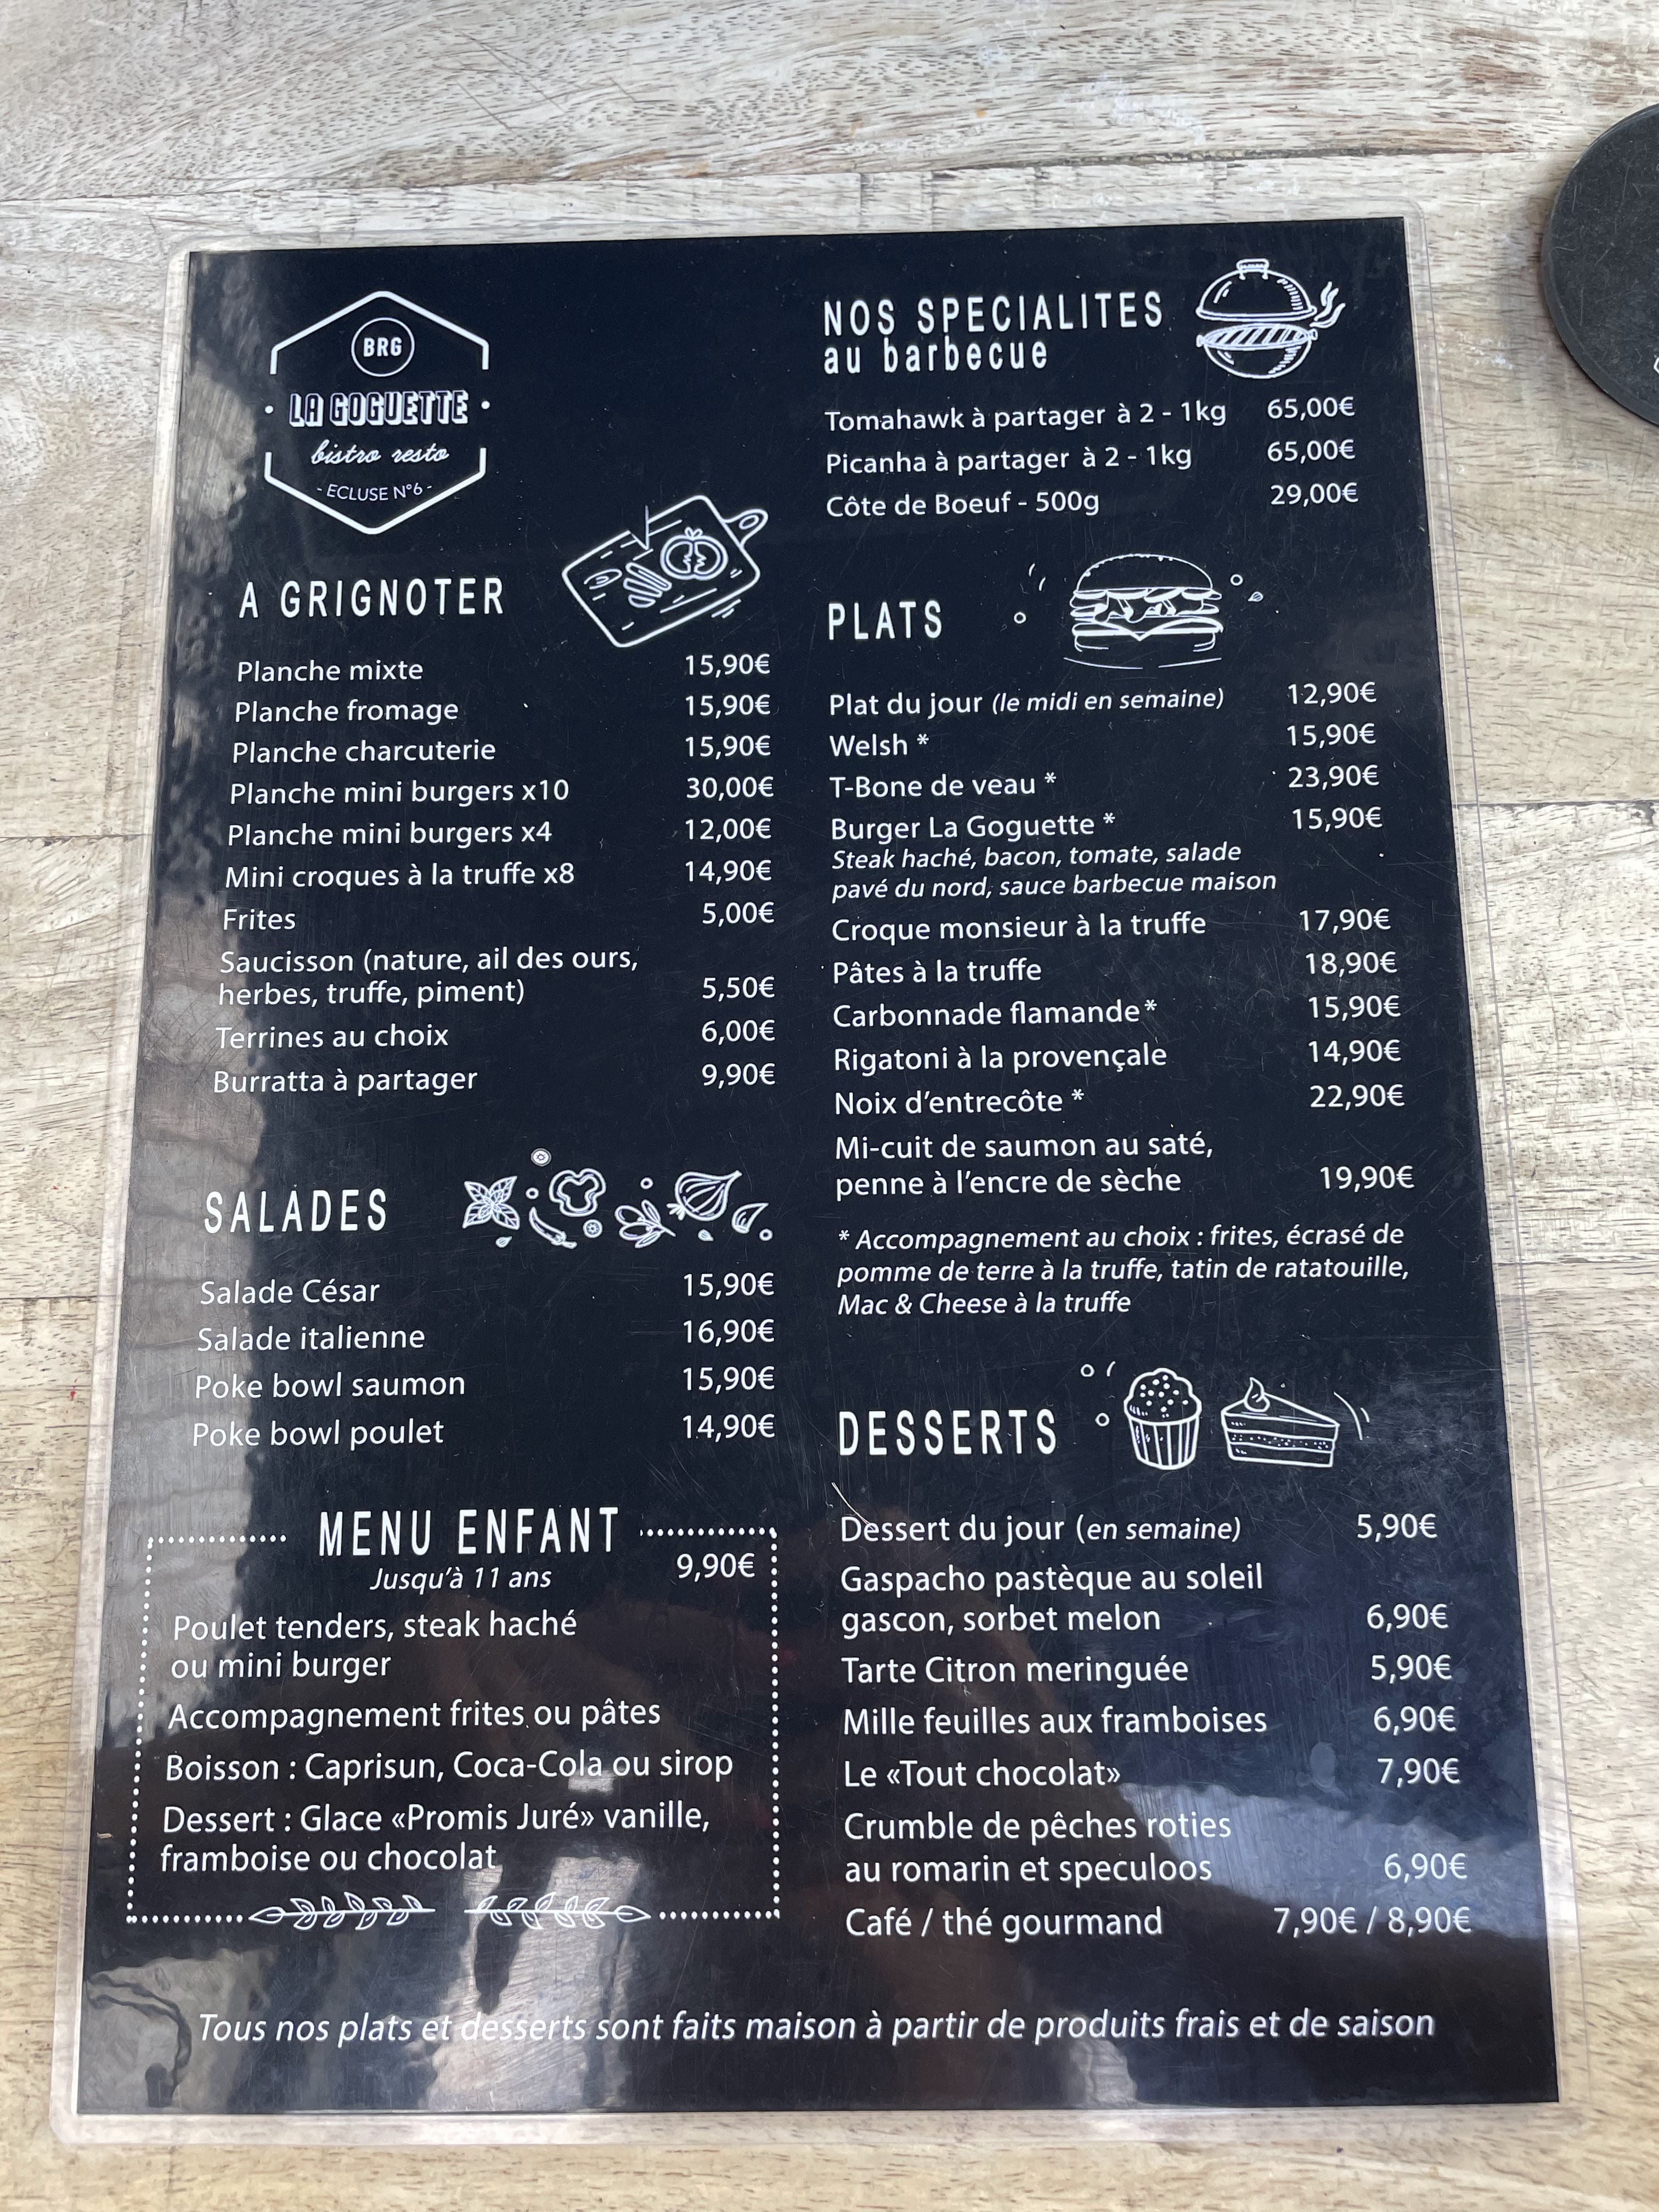 BRG
LA GOGUETTE
bistro resto
- ECLUSE N°6 -
A GRIGNOTER
Planche mixte 15,90€
Planche fromage 15,90€
Planche charcuterie 15,90€
Planche mini burgers x10 30,00€
Planche mini burgers x4 12,00€
Mini croques à la truffe x8 14,90€
Frites 5,00€
Saucisson (nature, ail des ours,
herbes, truffe, piment) 5,50€
Terrines au choix 6,00€
Burratta à partager 9,90€
SALADES
Salade César 15,90€
Salade italienne 16,90€
Poke bowl saumon 15,90€
Poke bowl poulet 14,90€
MENU ENFANT
Jusqu'à 11 ans 9,90€
Poulet tenders, steak haché
ou mini burger
Accompagnement frites ou pâtes
Boisson : Caprisun, Coca-Cola ou sirop
Dessert : Glace «Promis Juré» vanille,
framboise ou chocolat
NOS SPECIALITES
au barbecue
Tomahawk à partager à 2 - 1kg 65,00€
Picanha à partager à 2 - 1kg 65,00€
Côte de Boeuf - 500g 29,00€
PLATS
Plat du jour (le midi en semaine) 12,90€
Welsh * 15,90€
T-Bone de veau * 23,90€
Burger La Goguette * 15,90€
Steak haché, bacon, tomate, salade
pavé du nord, sauce barbecue maison
Croque monsieur à la truffe 17,90€
Pâtes à la truffe 18,90€
Carbonnade flamande* 15,90€
Rigatoni à la provençale 14,90€
Noix d'entrecôte * 22,90€
Mi-cuit de saumon au saté,
penne à l'encre de sèche 19,90€
* Accompagnement au choix : frites, écrasé de
pomme de terre à la truffe, tatin de ratatouille,
Mac & Cheese à la truffe
DESSERTS
Dessert du jour (en semaine) 5,90€
Gaspacho pastèque au soleil
gascon, sorbet melon 6,90€
Tarte Citron meringuée 5,90€
Mille feuilles aux framboises 6,90€
Le «Tout chocolat» 7,90€
Crumble de pêches roties
au romarin et speculoos 6,90€
Café / thé gourmand 7,90€ / 8,90€
Tous nos plats et desserts sont faits maison à partir de produits frais et de saison